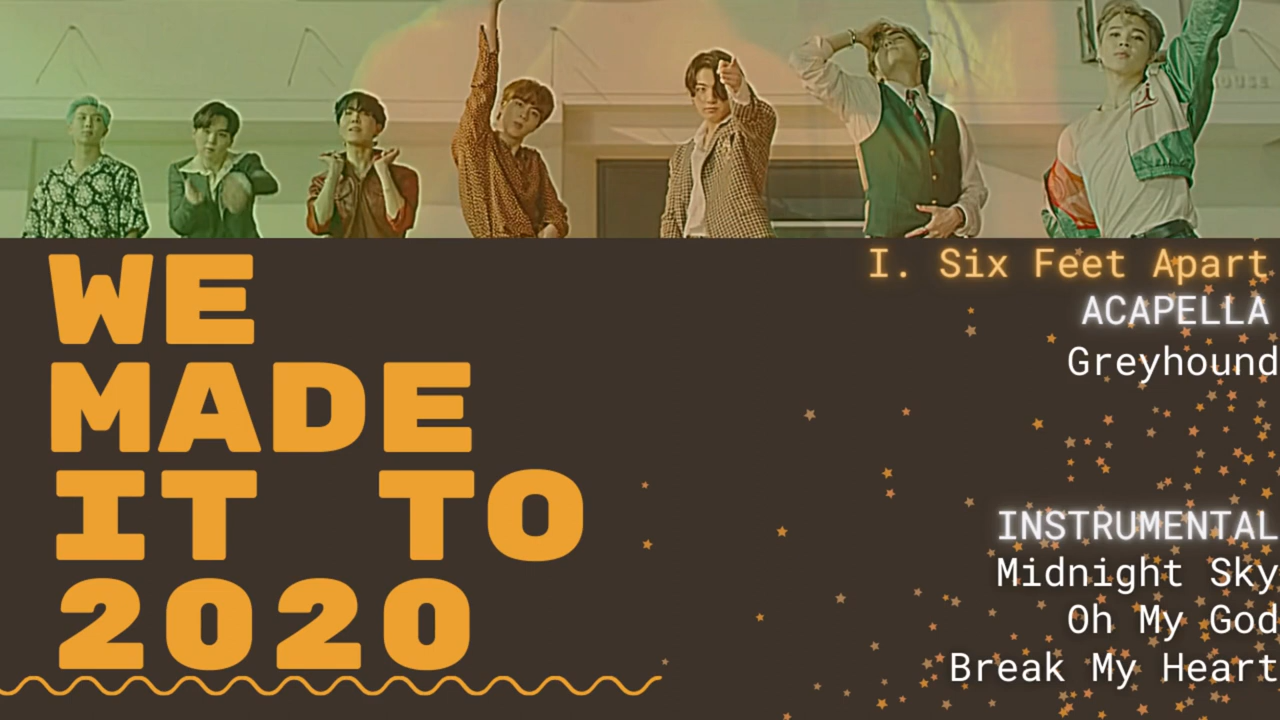 WE
MADE
IT TO
2020
I. Six Feet Apart
ACAPELLA
Greyhound
INSTRUMENTAL
Midnight Sky
Oh My God
Break My Heart